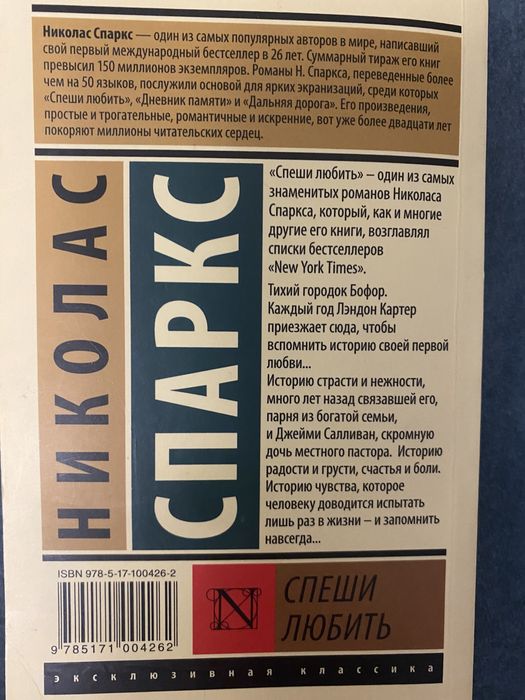 Николас Спаркс – один из самых популярных авторов в мире, написавший
свой первый международный бестселлер в 26 лет. Суммарный тираж его книг
превысил 150 миллионов экземпляров. Романы Н. Спаркса, переведенные более
чем на 50 языков, послужили основой для ярких экранизаций, среди которых
«Спеши любить», «Дневник памяти» и «Дальняя дорога». Его произведения,
простые и трогательные, романтичные и искренние, вот уже более двадцати лет
покоряют миллионы читательских сердец.
НИКОЛАС
СПАРКС
«Спеши любить» – один из самых
знаменитых романов Николаса
Спаркса, который, как и многие
другие его книги, возглавлял
списки бестселлеров
«New York Times».
Тихий городок Бофор.
Каждый год Лэндон Картер
приезжает сюда, чтобы
вспомнить историю своей первой
любви...
Историю страсти и нежности,
много лет назад связавшей его,
парня из богатой семьи,
и Джейми Салливан, скромную
дочь местного пастора. Историю
радости и грусти, счастья и боли.
Историю чувства, которое
человеку доводится испытать
лишь раз в жизни – и запомнить
навсегда...
ISBN 978-5-17-100426-2
9 785171 004262
N
СПЕШИ
ЛЮБИТЬ
эксклюзивная классика